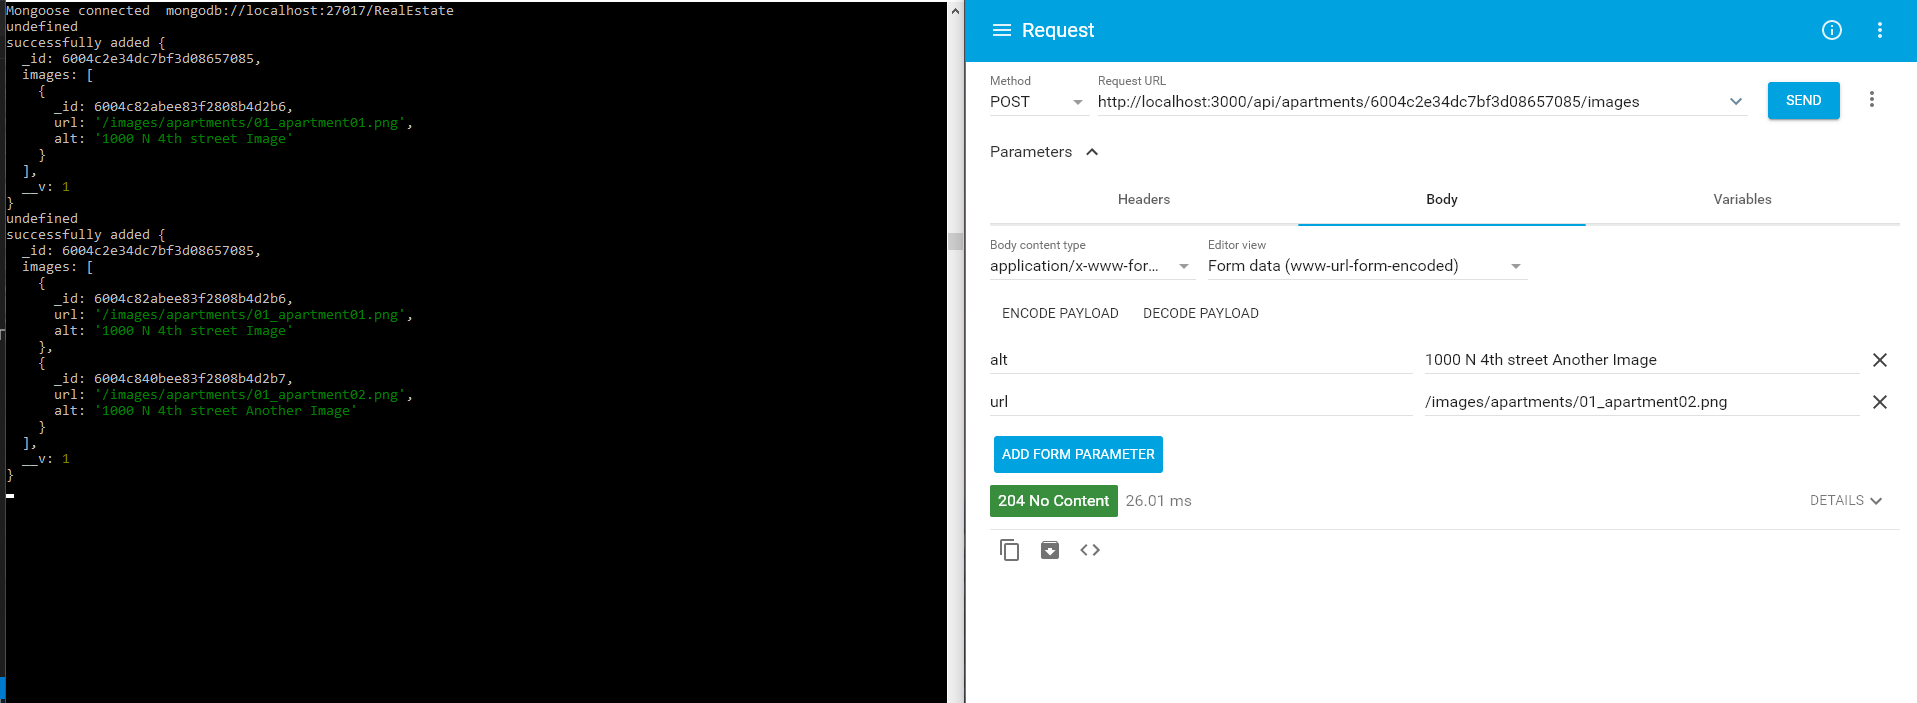 Mongoose connected  mongodb://localhost:27017/RealEstate
undefined
successfully added {
  _id: 6004c2e34dc7bf3d08657085,
  images: [
    {
      _id: 6004c82abee83f2808b4d2b6,
      url: '/images/apartments/01_apartment01.png',
      alt: '1000 N 4th street Image'
    }
  ],
  __v: 1
}
undefined
successfully added {
  _id: 6004c2e34dc7bf3d08657085,
  images: [
    {
      _id: 6004c82abee83f2808b4d2b6,
      url: '/images/apartments/01_apartment01.png',
      alt: '1000 N 4th street Image'
    },
    {
      _id: 6004c840bee83f2808b4d2b7,
      url: '/images/apartments/01_apartment02.png',
      alt: '1000 N 4th street Another Image'
    }
  ],
  __v: 1
}
Request
Method
Request URL
POST
http://localhost:3000/api/apartments/6004c2e34dc7bf3d08657085/images
SEND
Parameters
Headers
Body
Variables
Body content type
Editor view
application/x-www-for...
Form data (www-url-form-encoded)
ENCODE PAYLOAD
DECODE PAYLOAD
alt
1000 N 4th street Another Image
url
/images/apartments/01_apartment02.png
ADD FORM PARAMETER
204 No Content
26.01 ms
DETAILS